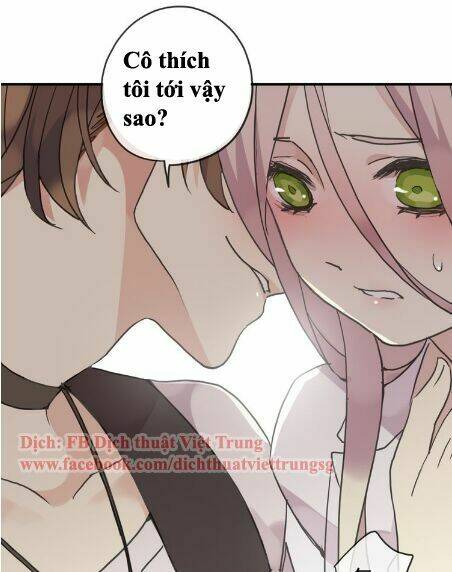 Cô thích
tôi tới vậy
sao?
Dịch: FB Dịch thuật Việt Trung
www.facebook.com/dichthuatviettrungsg